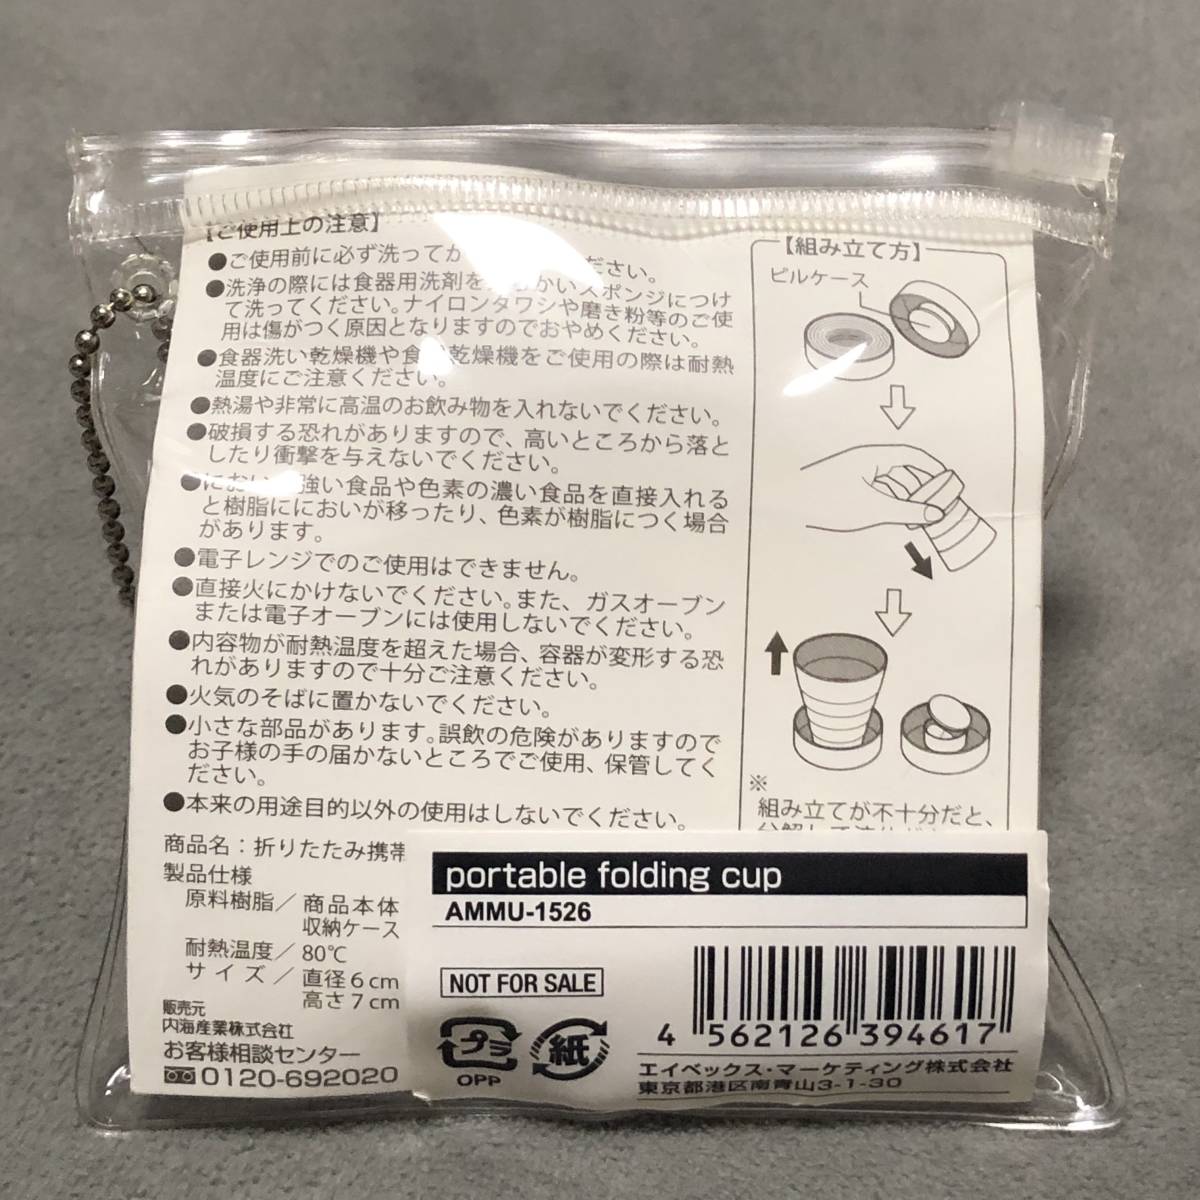 【ご使用上の注意】
●ご使用前に必ず洗ってか ください。
●洗浄の際には食器用洗剤を かいスポンジにつけ
て洗ってください。ナイロンタワシや磨き粉等のご使
用は傷がつく原因となりますのでおやめください。
●食器洗い乾燥機や食 乾燥機をご使用の際は耐熱
温度にご注意ください。
●熱湯や非常に高温のお飲み物を入れないでください。
●破損する恐れがありますので、高いところから落と
したり衝撃を与えないでください。
●におい 強い食品や色素の濃い食品を直接入れる
と樹脂ににおいが移ったり、色素が樹脂につく場合
があります。
●電子レンジでのご使用はできません。
●直接火にかけないでください。また、ガスオーブン
または電子オーブンには使用しないでください。
●内容物が耐熱温度を超えた場合、容器が変形する恐
れがありますので十分ご注意ください。
●火気のそばに置かないでください。
●小さな部品があります。誤飲の危険がありますので
お子様の手の届かないところでご使用、保管してく
ださい。
●本来の用途目的以外の使用はしないでください。
商品名：折りたたみ携帯
製品仕様
原料樹脂／商品本体
収納ケース
耐熱温度／80℃
サイズ／直径6cm
高さ7cm
販売元
内海産業株式会社
お客様相談センター
0120-692020
【組み立て方】
ピルケース
※
組み立てが不十分だと、
portable folding cup
AMMU-1526
NOT FOR SALE
プラ
OPP
紙
4 562126 394617
エイベックス・マーケティング株式会社
東京都港区南青山3-1-30